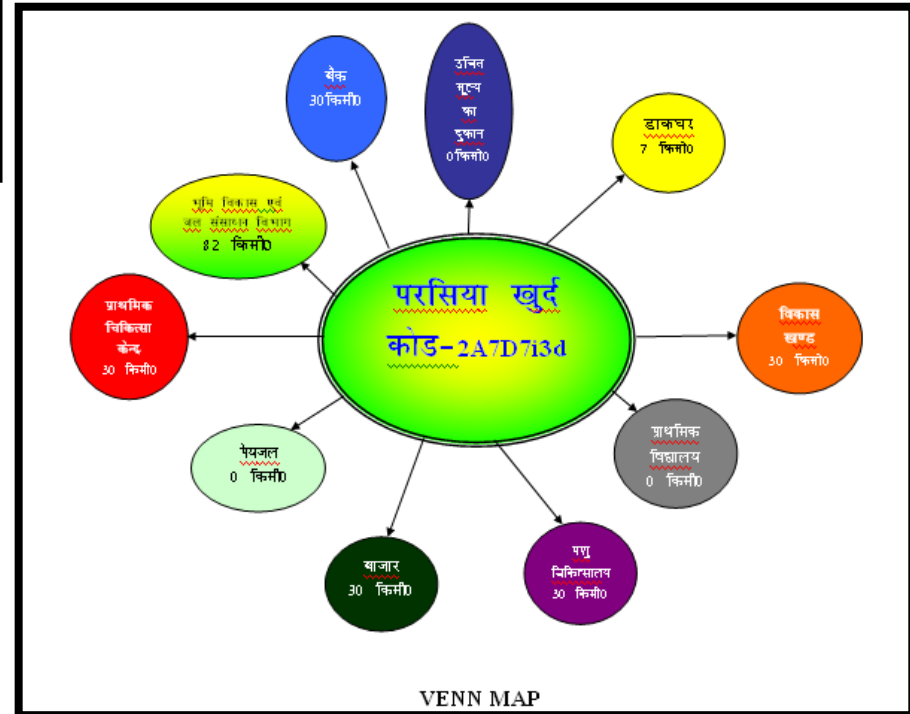 बैंक
30 किमी0
उचित
मूल्य
का
दुकान
0 किमी0
डाकघर
7 किमी0
भूमि विकास एवं
जल संसाधन विभाग
82 किमी0
परसिया खुर्द
कोड-2A7D7i3d
प्राथमिक
चिकित्सा
केन्द्र
30 किमी0
विकास
खण्ड
30 किमी0
पेयजल
0 किमी0
प्राथमिक
विद्यालय
0 किमी0
बाजार
30 किमी0
पशु
चिकित्सालय
30 किमी0
VENN MAP